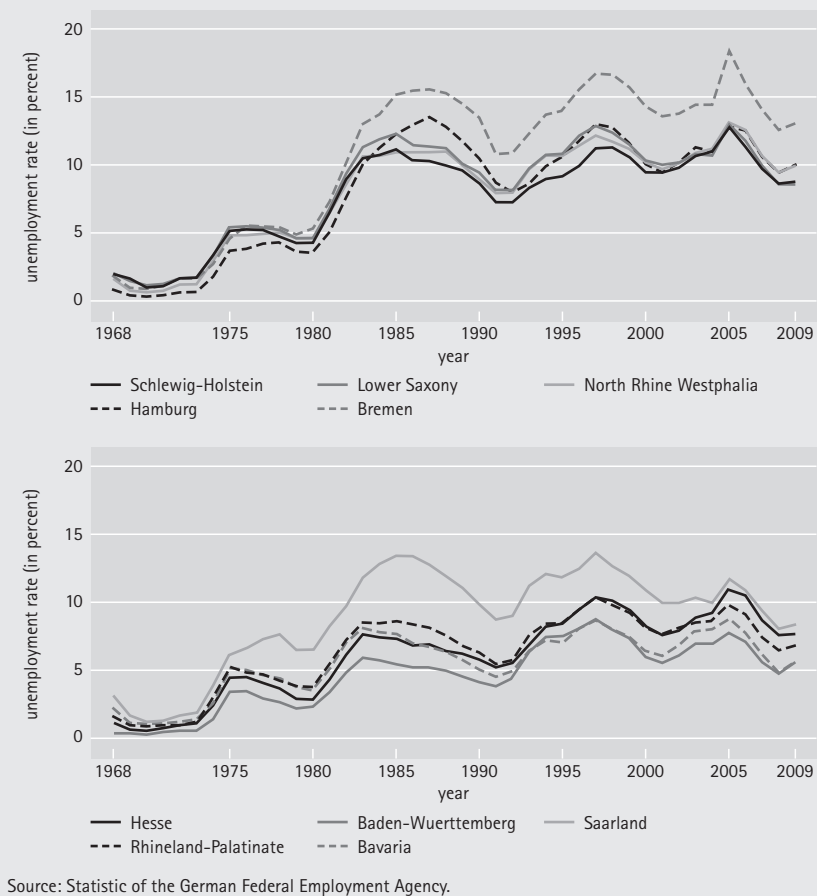 unemployment rate (in percent)
20
15
10
5
0
1968 1975 1980 1985 1990 1995 2000 2005 2009
year
Schlewig-Holstein Lower Saxony North Rhine Westphalia
Hamburg Bremen
unemployment rate (in percent)
20
15
10
5
0
1968 1975 1980 1985 1990 1995 2000 2005 2009
year
Hesse Baden-Wuerttemberg Saarland
Rhineland-Palatinate Bavaria
Source: Statistic of the German Federal Employment Agency.